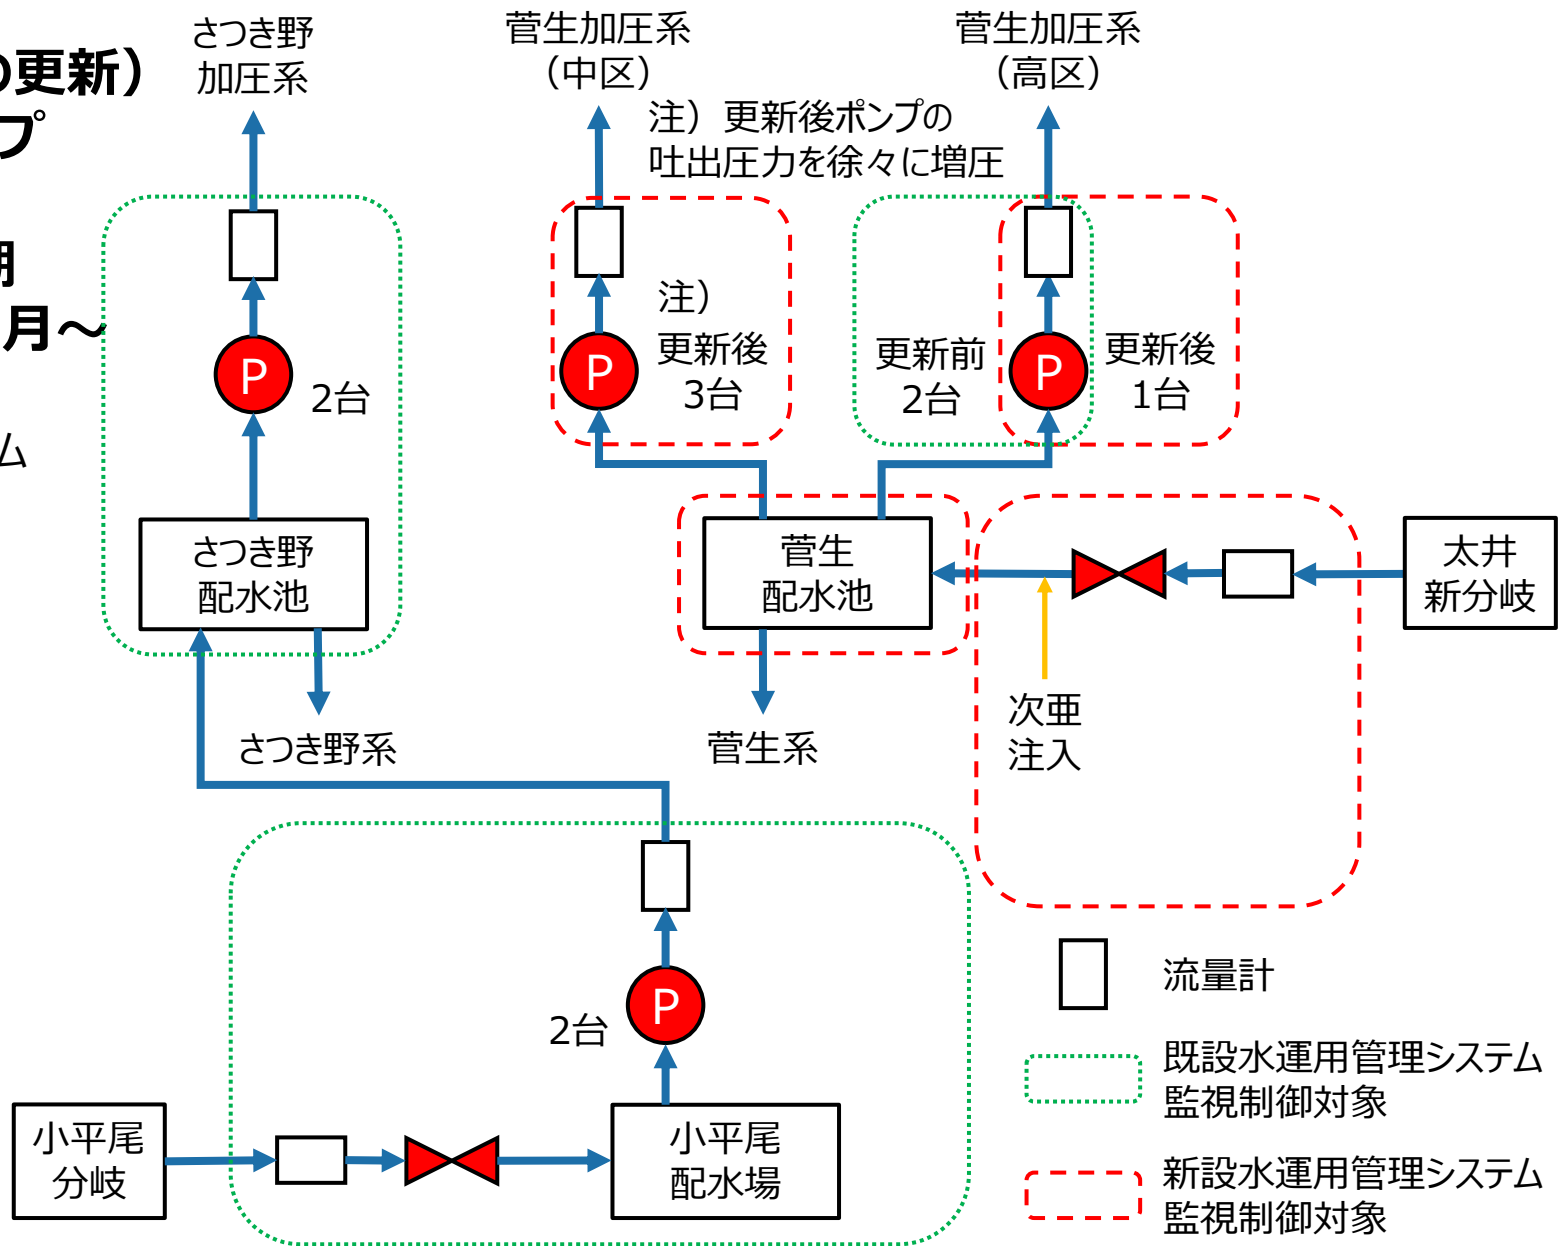 の更新）
プ
期
月～
ム
さつき野
加圧系
菅生加圧系
（中区）
菅生加圧系
（高区）
注）更新後ポンプの
吐出圧力を徐々に増圧
P
2台
P
注）
更新後
3台
更新前
2台
P
更新後
1台
さつき野
配水池
菅生
配水池
太井
新分岐
さつき野系
菅生系
次亜
注入
P
2台
小平尾
分岐
小平尾
配水場
流量計
既設水運用管理システム
監視制御対象
新設水運用管理システム
監視制御対象